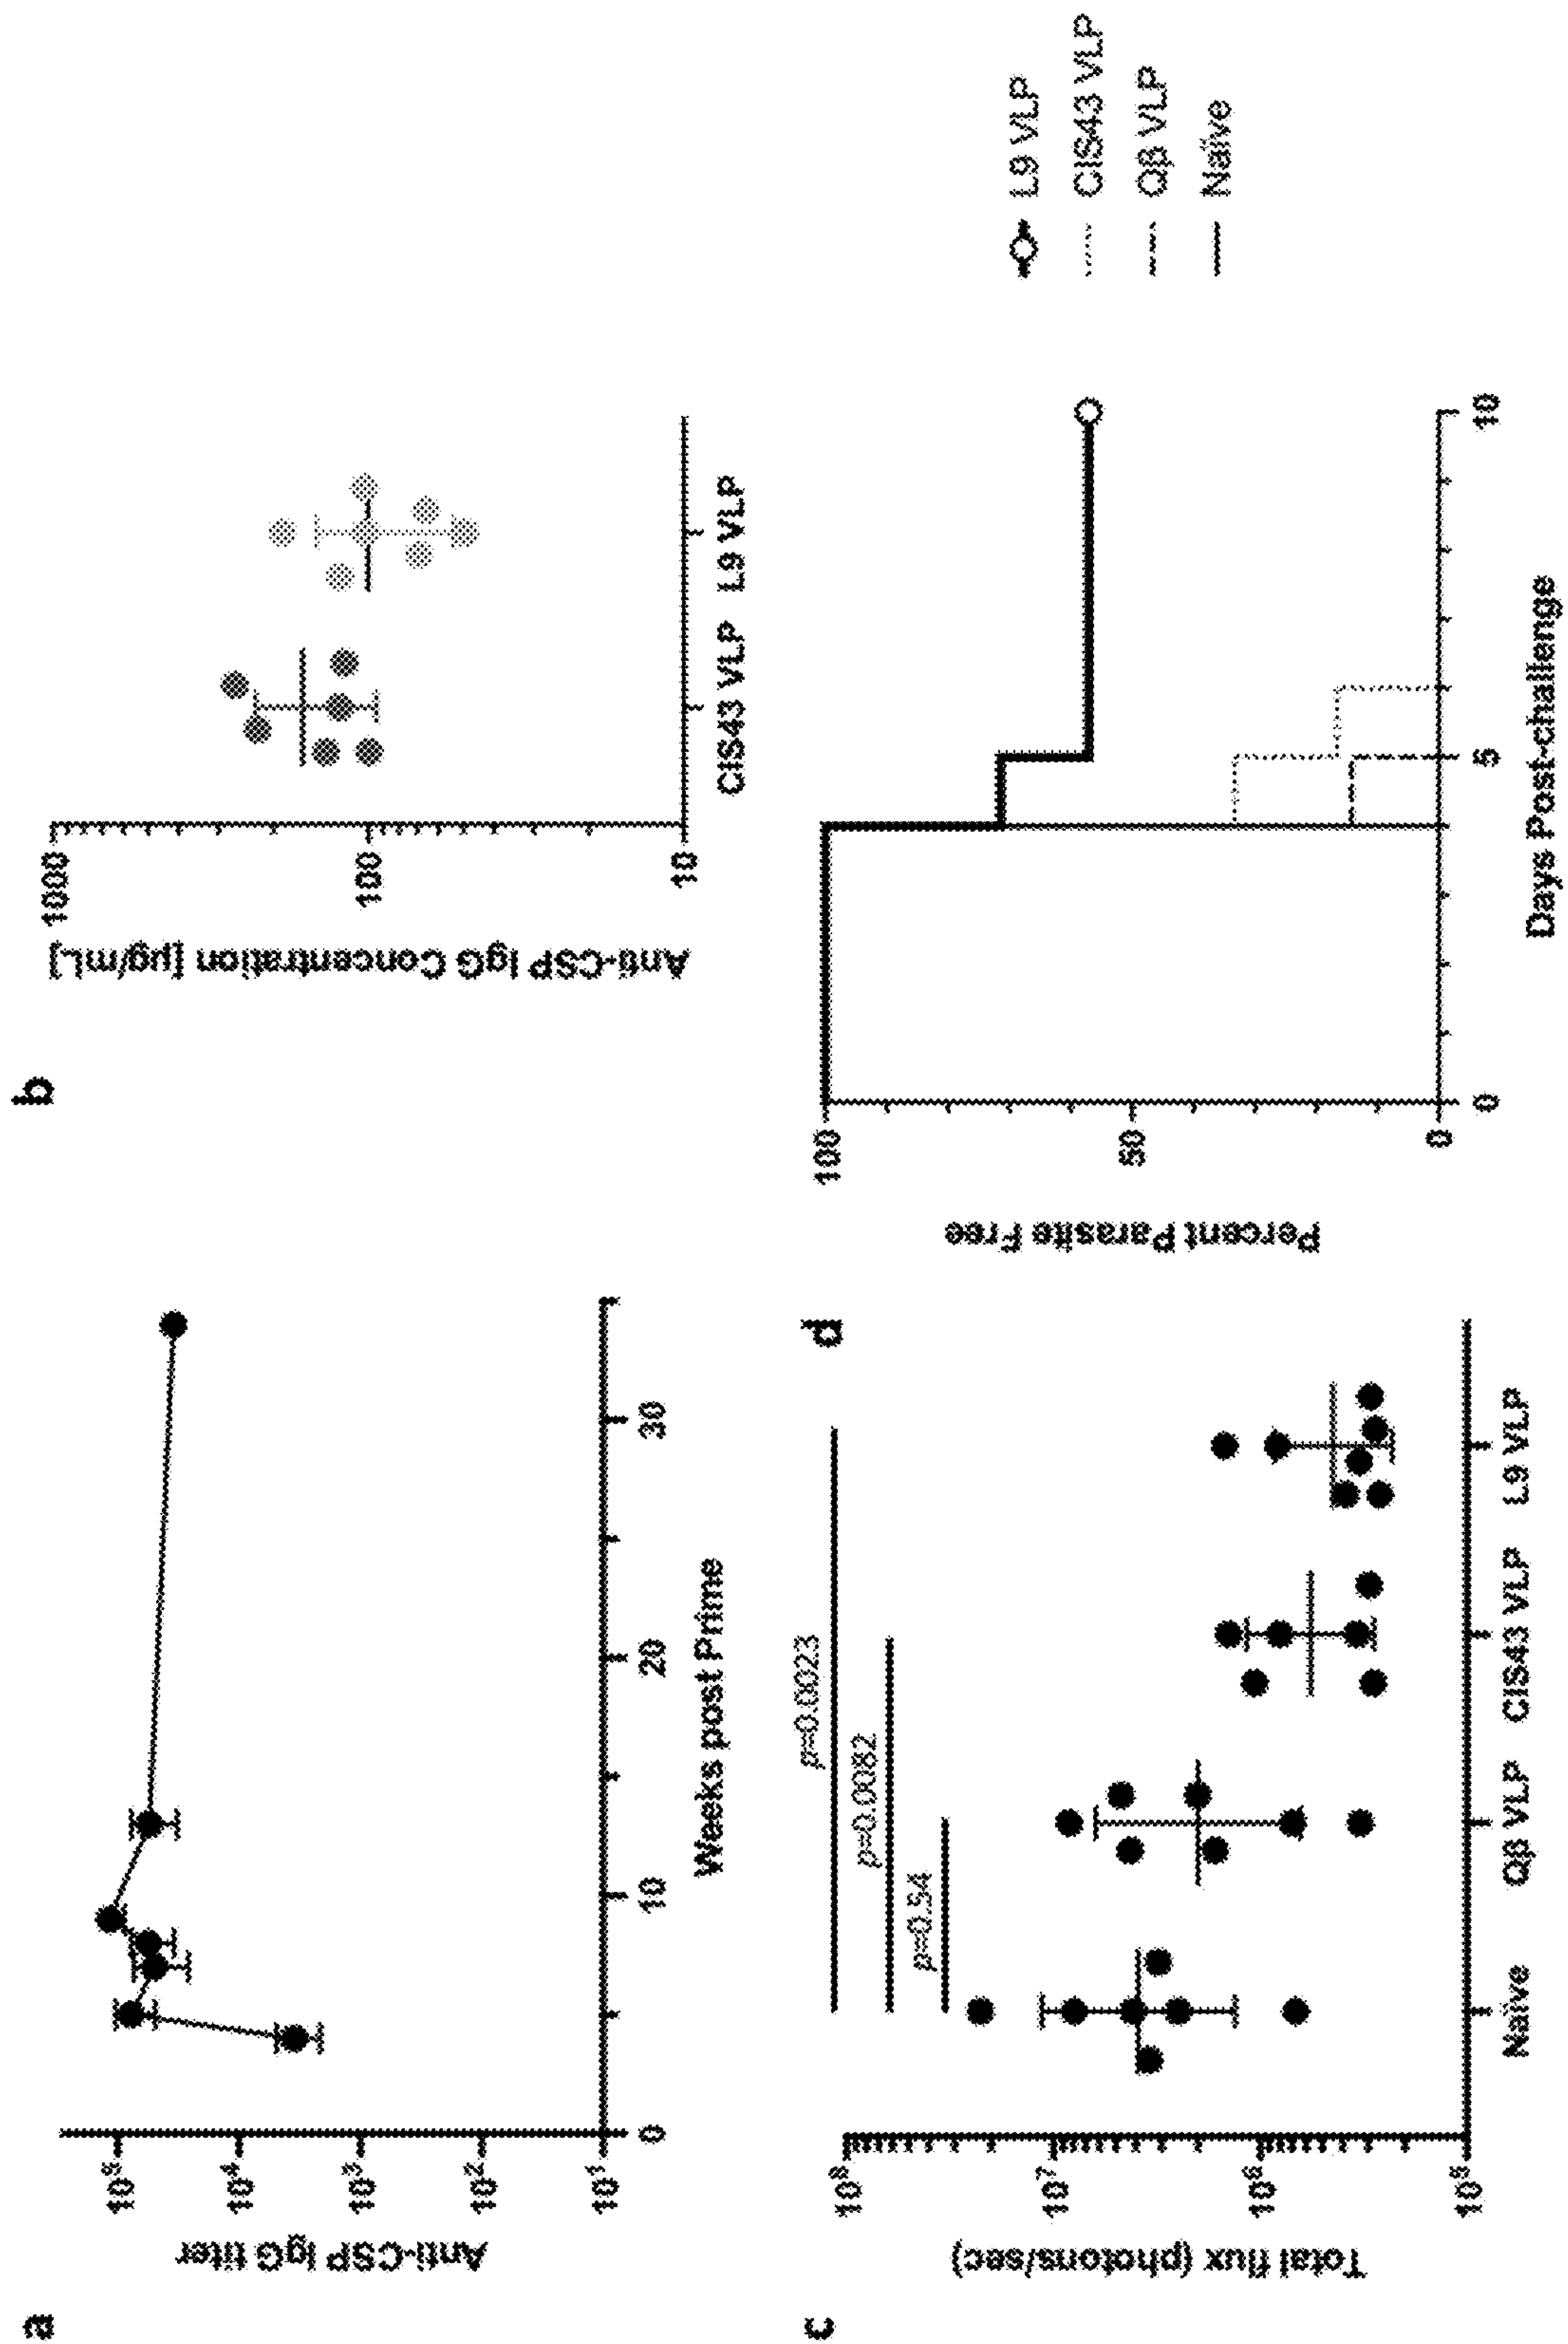 a
Anti-CSP IgG titer
10⁵
10⁴
10³
10²
10¹
0
10
20
30
Weeks post Prime
b
Anti-CSP IgG Concentration [µg/mL]
1000
100
10
CIS43 VLP
L9 VLP
c
Total flux (photons/sec)
10⁸
10⁷
10⁶
10⁵
p=0.0023
p=0.0082
p=0.54
Naïve
Qβ VLP
CIS43 VLP
L9 VLP
d
Percent Parasite Free
100
50
0
0
5
10
Days Post-challenge
L9 VLP
CIS43 VLP
Qβ VLP
Naïve